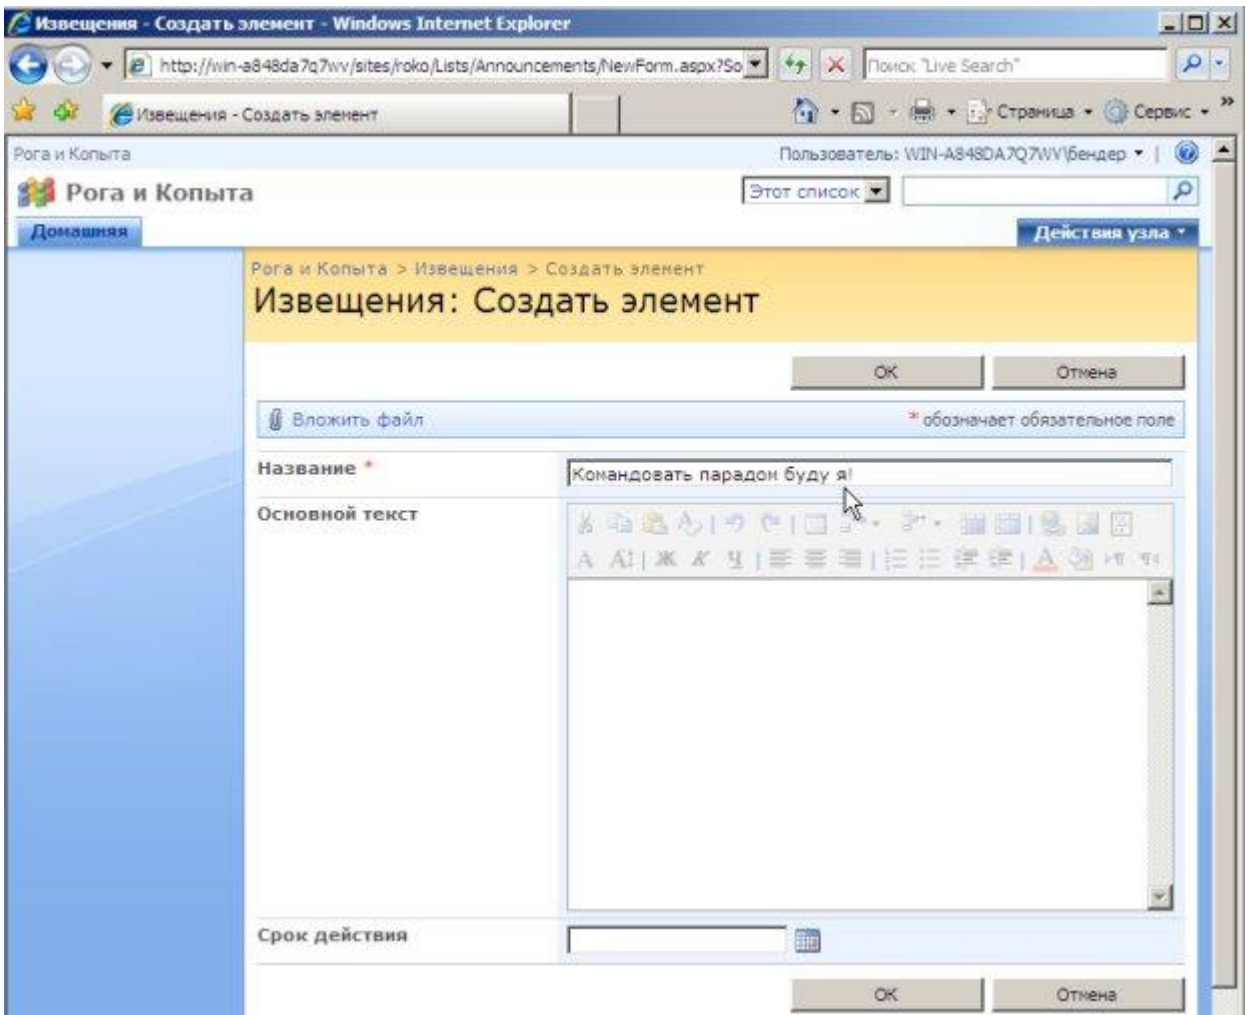 Извещения - Создать элемент - Windows Internet Explorer
http://win-a848da7q7wv/sites/roko/Lists/Announcements/NewForm.aspx?So
Поиск "Live Search"
Извещения - Создать элемент
Страница
Сервис
Рога и Копыта
Пользователь: WIN-A848DA7Q7WV\бендер
Рога и Копыта
Этот список
Домашняя
Действия узла
Рога и Копыта > Извещения > Создать элемент
Извещения: Создать элемент
ОК
Отмена
Вложить файл
* обозначает обязательное поле
Название *
Командовать парадом буду я!
Основной текст
A A Ж К Ч A
Срок действия
ОК
Отмена